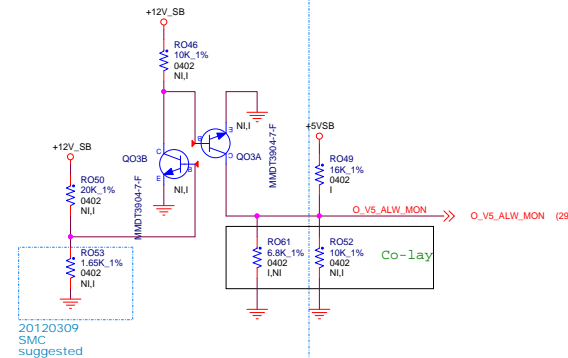 +12V_SB
RO46
10K_1%
0402
NI,I
+12V_SB
RO50
20K_1%
0402
NI,I
QO3B
C
B
E
NI,I
MMDT3904-7-F
NI,I
E
B
C
QO3A
MMDT3904-7-F
+5VSB
RO49
16K_1%
0402
I
O_V5_ALW_MON
O_V5_ALW_MON (29
RO53
1.65K_1%
0402
NI,I
RO61
6.8K_1%
0402
I,NI
RO52
10K_1%
0402
NI,I
Co-lay
20120309
SMC
suggested